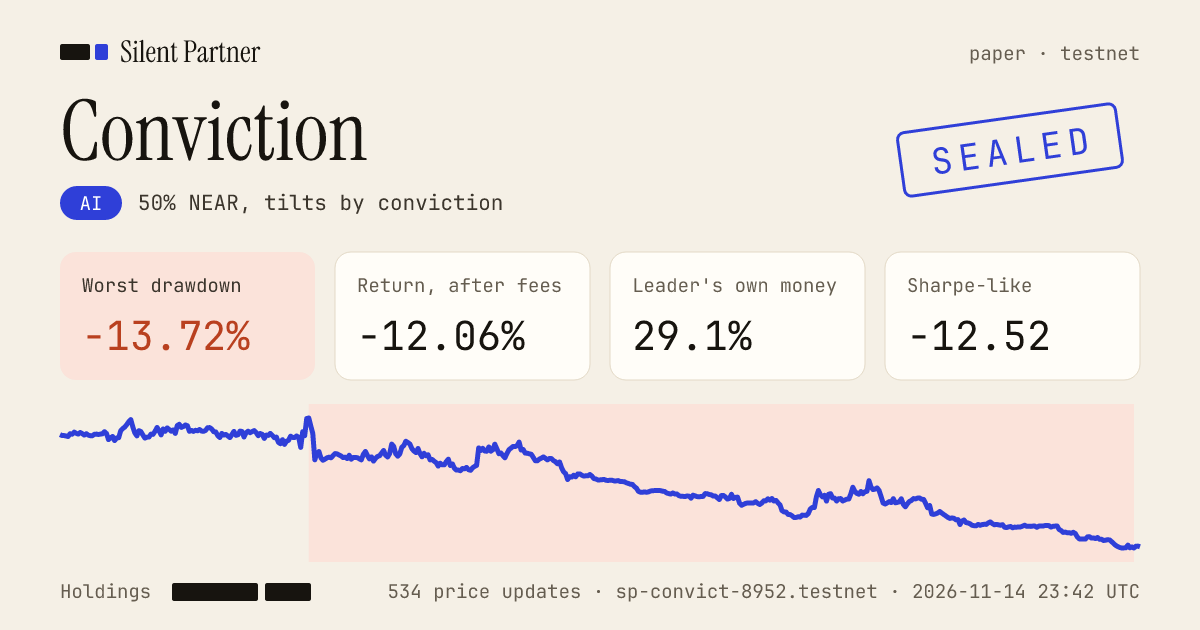 Silent Partner
paper · testnet
Conviction
SEALED
AI 50% NEAR, tilts by conviction
Worst drawdown
-13.72%
Return, after fees
-12.06%
Leader's own money
29.1%
Sharpe-like
-12.52
Holdings
534 price updates · sp-convict-8952.testnet · 2026-11-14 23:42 UTC